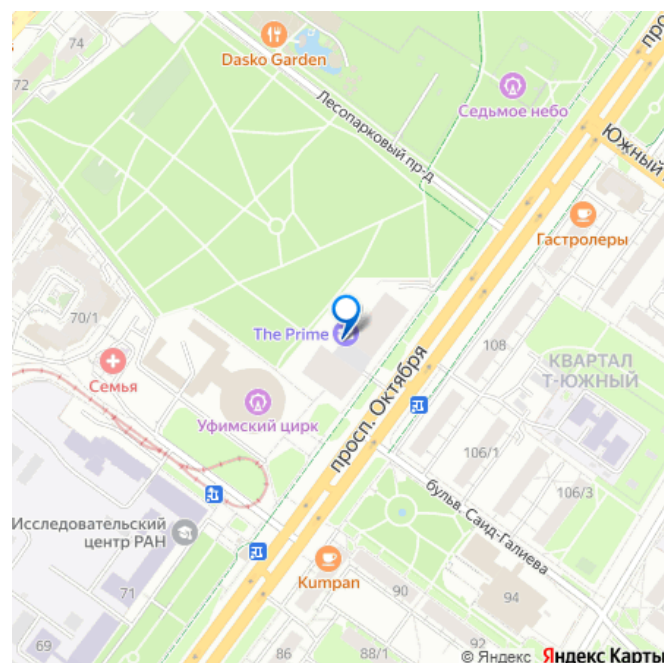 72
74
Dasko Garden
Седьмое небо
просп
Лесопарковый пр-д
Южный
Гастролеры
70/1
The Prime
108
КВАРТАЛ
Т-ЮЖНЫЙ
Семья
Уфимский цирк
просп. Октября
106/1
106/3
бульв. Саид-Галиева
Исследовательский
центр РАН
Kumpan
90
94
71
69
86
88/1
92
© Яндекс Яндекс Карты